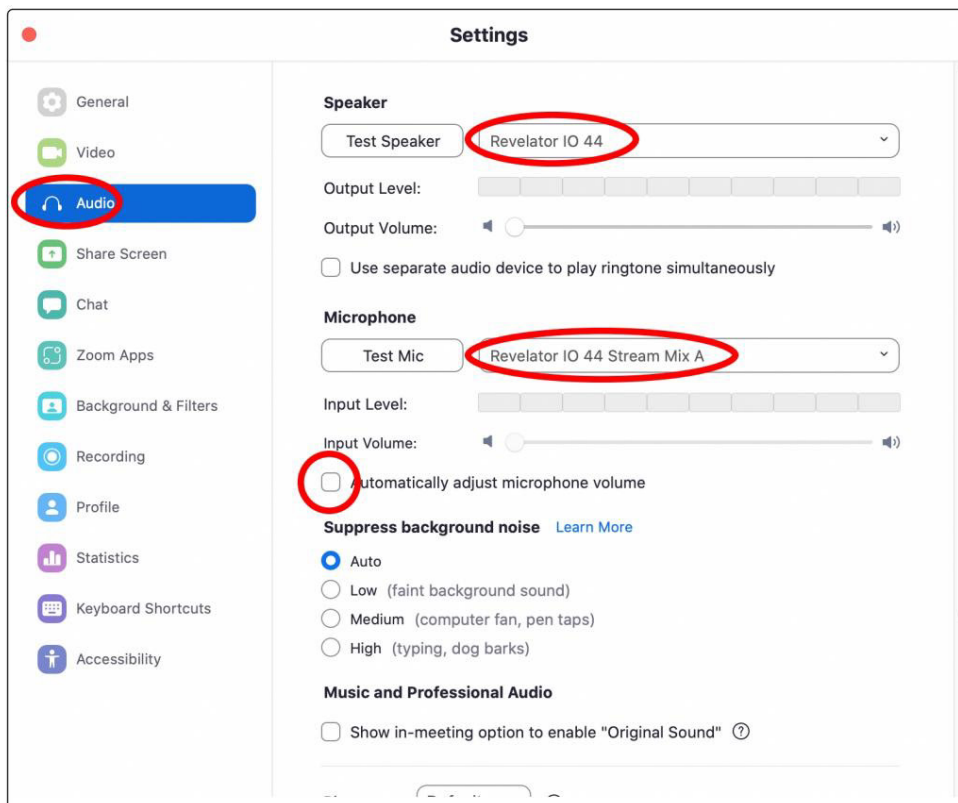 Settings
General
Video
Audio
Share Screen
Chat
Zoom Apps
Background & Filters
Recording
Profile
Statistics
Keyboard Shortcuts
Accessibility
Speaker
Test Speaker
Revelator IO 44
Output Level:
Output Volume:
Use separate audio device to play ringtone simultaneously
Microphone
Test Mic
Revelator IO 44 Stream Mix A
Input Level:
Input Volume:
Automatically adjust microphone volume
Suppress background noise Learn More
Auto
Low (faint background sound)
Medium (computer fan, pen taps)
High (typing, dog barks)
Music and Professional Audio
Show in-meeting option to enable "Original Sound" ?